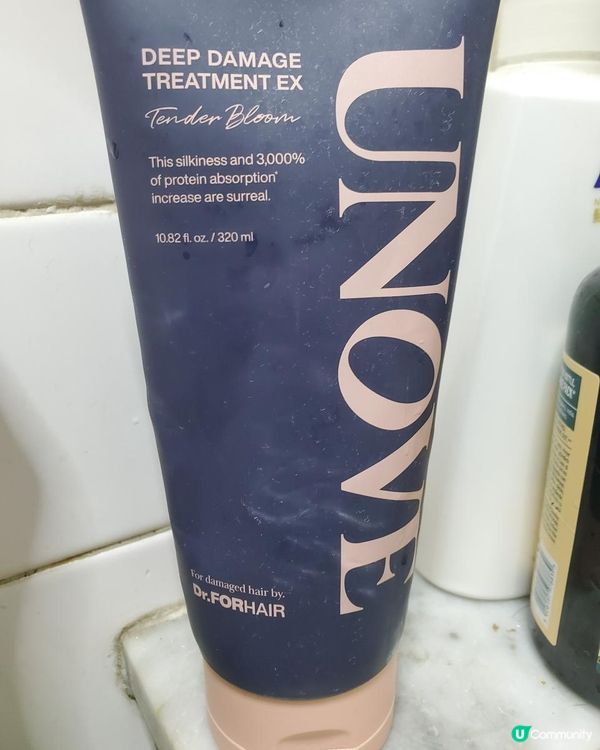 DEEP DAMAGE
TREATMENT EX
Tender Bloom
This silkiness and 3,000%
of protein absorption*
increase are surreal.
10.82 fl. oz. / 320 ml
UNOVE
For damaged hair by.
Dr.FORHAIR
U Community